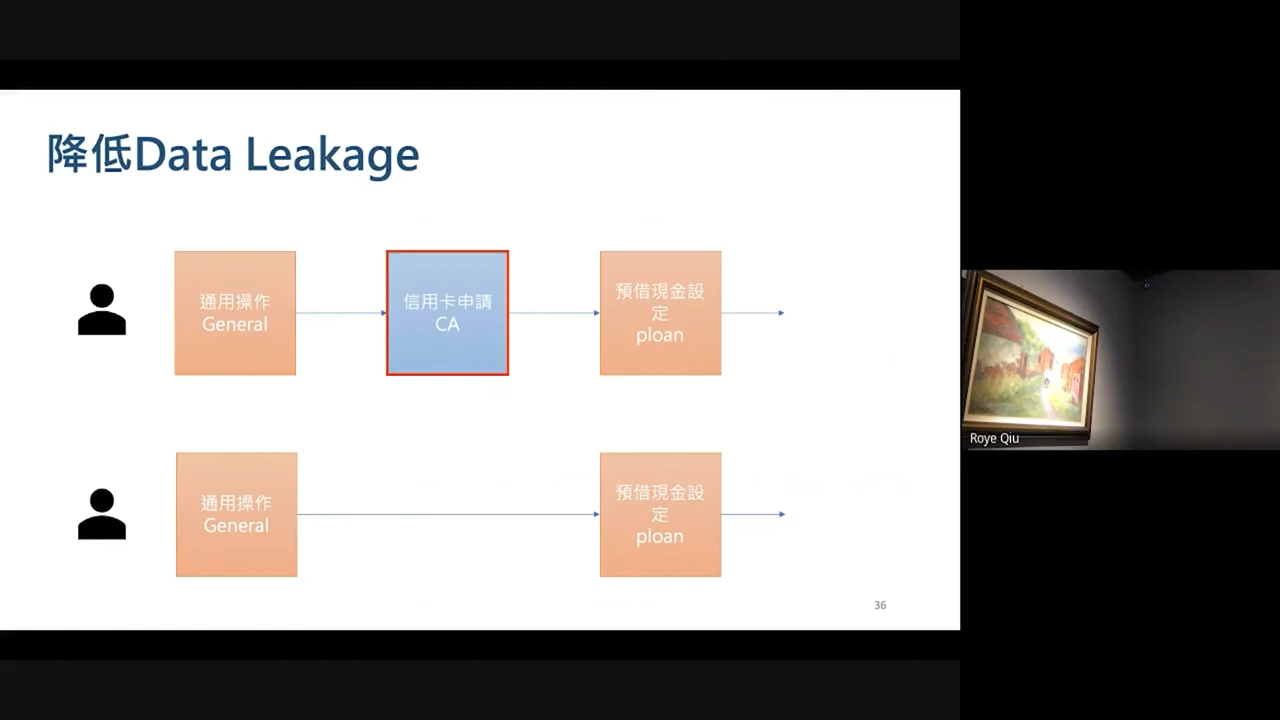 降低Data Leakage
通用操作
General
信用卡申請
CA
預借現金設
定
ploan
通用操作
General
預借現金設
定
ploan
36
Roye Qiu